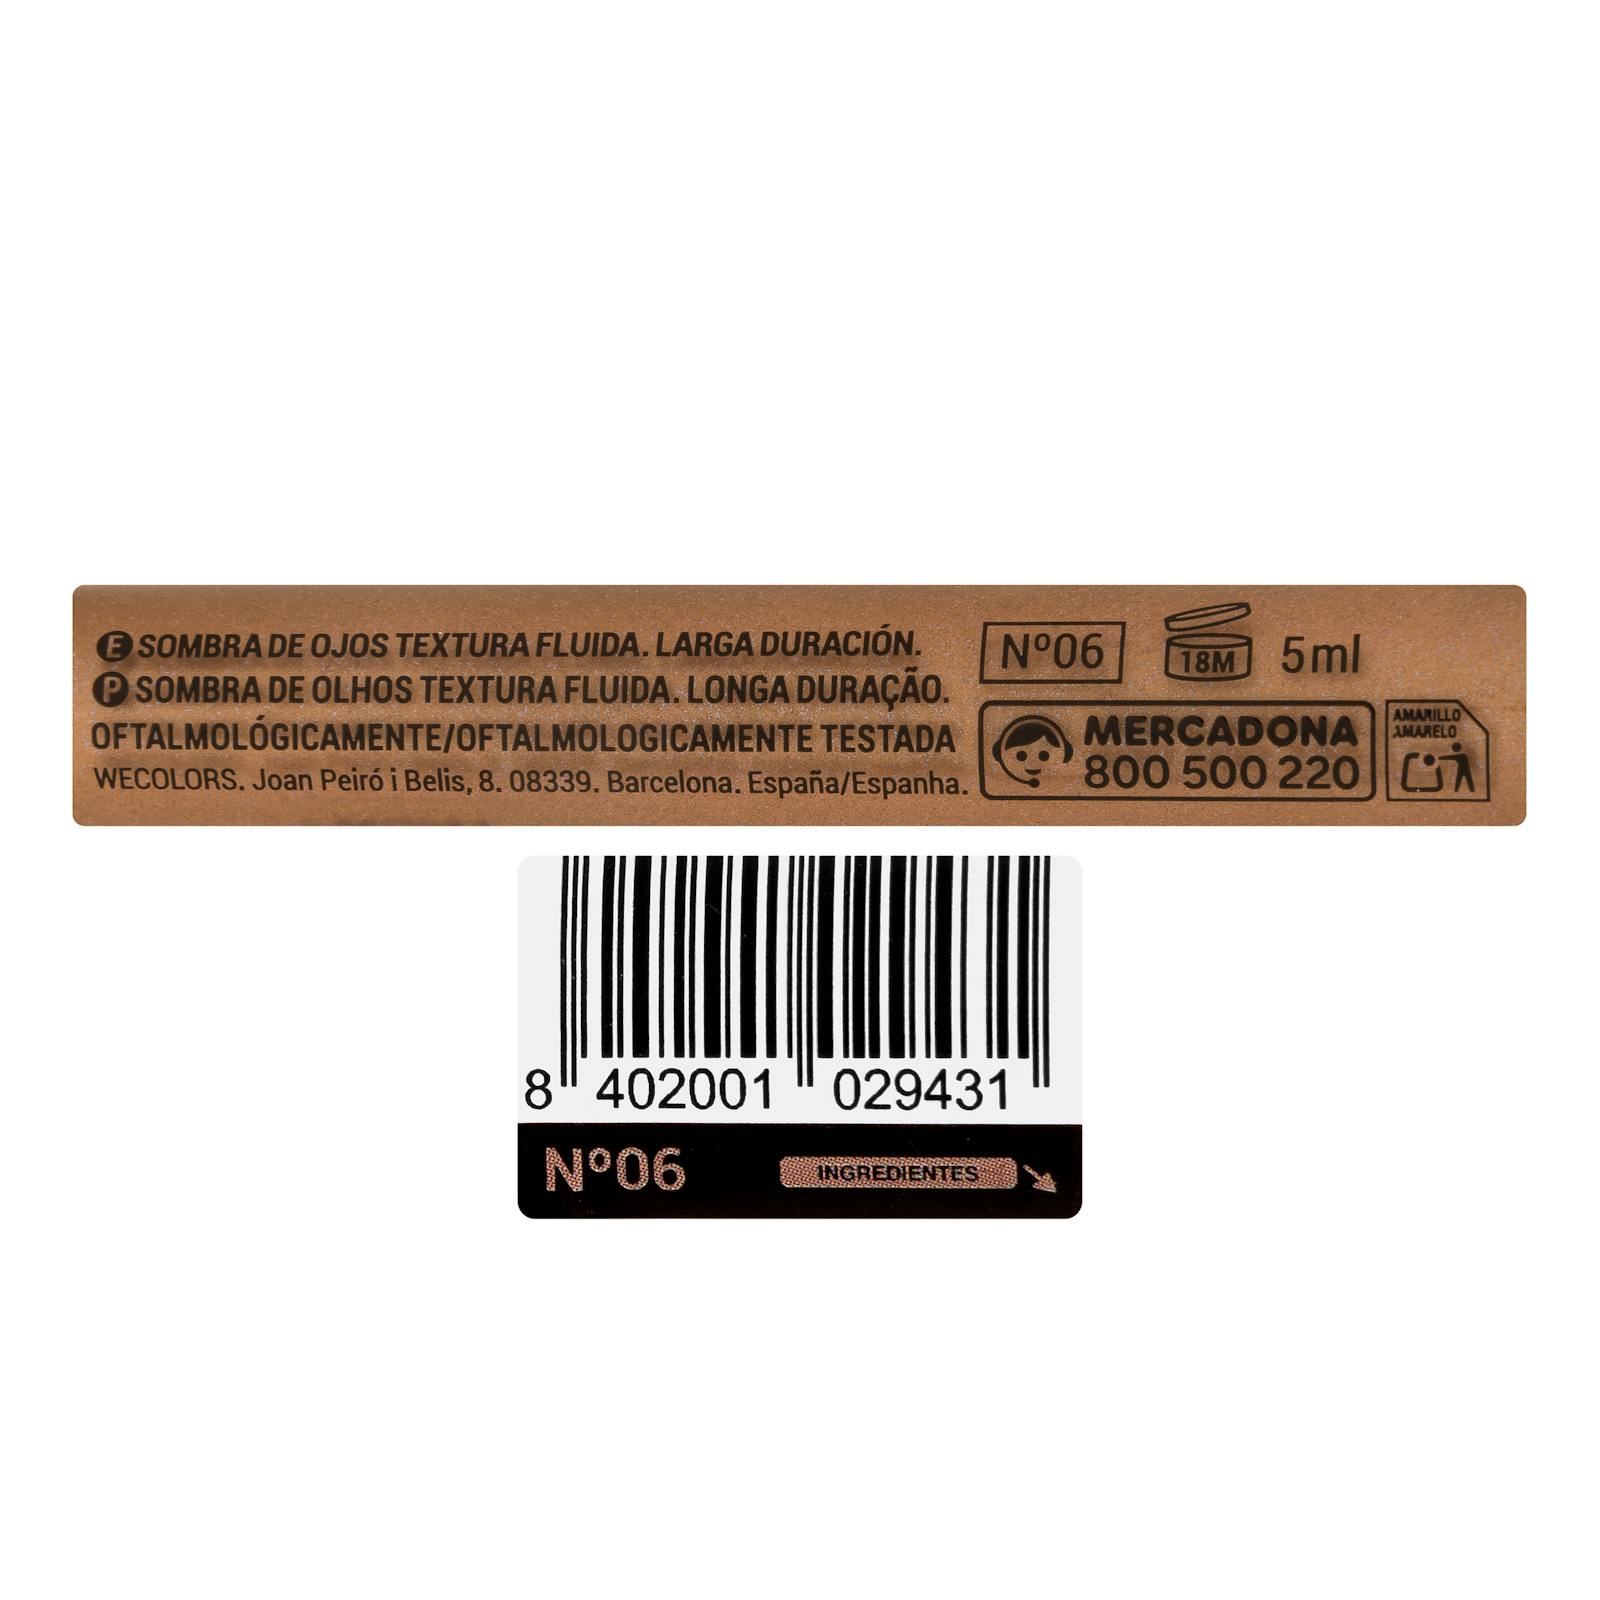 E SOMBRA DE OJOS TEXTURA FLUIDA. LARGA DURACIÓN.
P SOMBRA DE OLHOS TEXTURA FLUIDA. LONGA DURAÇÃO.
OFTALMOLÓGICAMENTE/OFTALMOLOGICAMENTE TESTADA
WECOLORS. Joan Peiró i Belis, 8. 08339. Barcelona. España/Espanha.
Nº06
18M
5ml
MERCADONA
800 500 220
AMARILLO
AMARELO
8 402001 029431
Nº06
INGREDIENTES